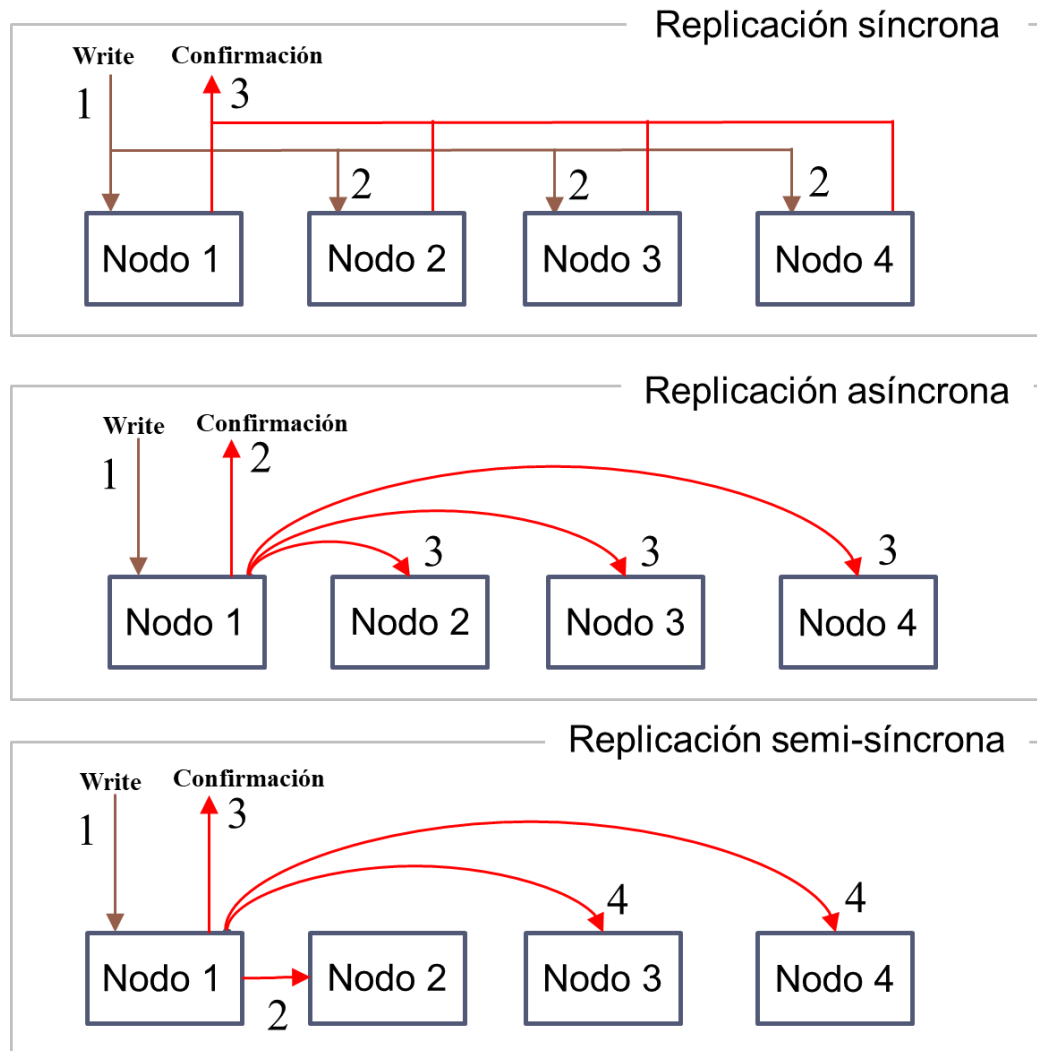 Replicación síncrona
Write Confirmación
1 3
2 2 2
Nodo 1 Nodo 2 Nodo 3 Nodo 4
Replicación asíncrona
Write Confirmación
1 2
3 3 3
Nodo 1 Nodo 2 Nodo 3 Nodo 4
Replicación semi-síncrona
Write Confirmación
1 3
4 4
Nodo 1 Nodo 2 Nodo 3 Nodo 4
2